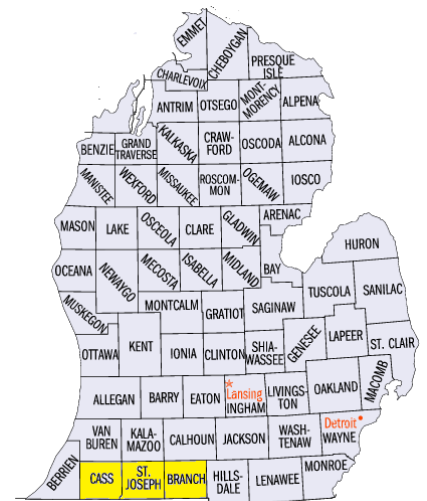 EMMET
CHEBOYGAN
PRESQUE
ISLE
CHARLEVOIX
ANTRIM
OTSEGO
MONT-
MORENCY
ALPENA
BENZIE
GRAND
TRAVERSE
KALKASKA
CRAW-
FORD
OSCODA
ALCONA
MANISTEE
WEXFORD
MISSAUKEE
ROSCOM-
MON
OGEMAW
IOSCO
ARENAC
MASON
LAKE
OSCEOLA
CLARE
GLADWIN
HURON
OCEANA
NEWAYGO
MECOSTA
ISABELLA
MIDLAND
BAY
TUSCOLA
SANILAC
MUSKEGON
MONTCALM
GRATIOT
SAGINAW
OTTAWA
KENT
IONIA
CLINTON
SHIA-
WASSEE
GENESEE
LAPEER
ST. CLAIR
ALLEGAN
BARRY
EATON
*
Lansing
INGHAM
LIVINGS-
TON
OAKLAND
MACOMB
VAN
BUREN
KALA-
MAZOO
CALHOUN
JACKSON
WASH-
TENAW
Detroit
WAYNE
BERRIEN
CASS
ST.
JOSEPH
BRANCH
HILLS-
DALE
LENAWEE
MONROE